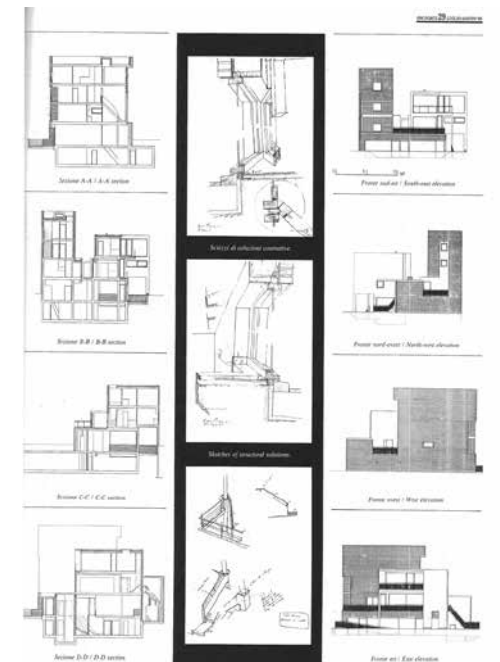 29
Sezione A-A / A-A section
Sezione B-B / B-B section
Sezione C-C / C-C section
Sezione D-D / D-D section
Schizzi di soluzioni costruttive.
Sketches of structural solutions.
Fronte sud-est / South-east elevation
Fronte nord-ovest / North-west elevation
Fronte ovest / West elevation
Fronte est / East elevation